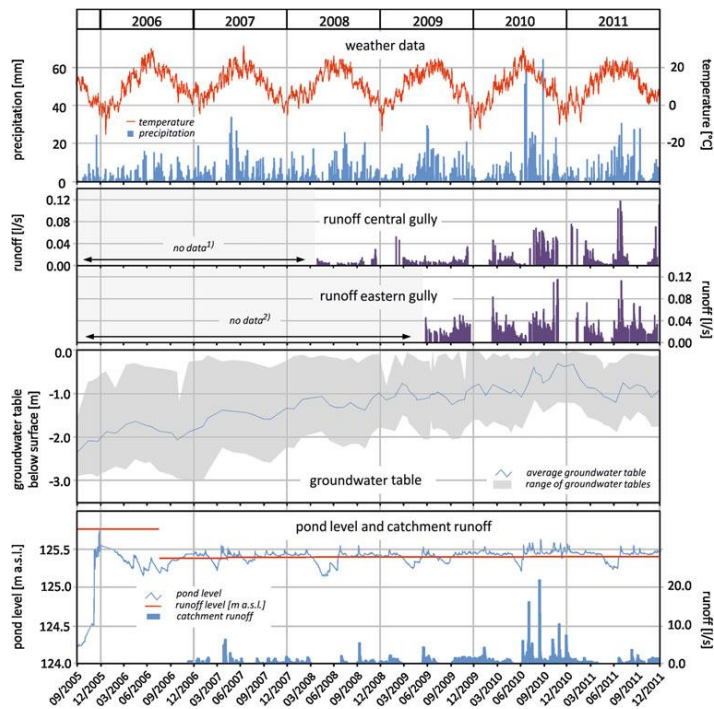 2006 2007 2008 2009 2010 2011
weather data
precipitation [mm]
60
40
20
0
temperature [°C]
20
0
-20
temperature
precipitation
runoff [l/s]
0.12
0.08
0.04
0.00
runoff central gully
no data1)
runoff eastern gully
no data2)
0.12
0.08
0.04
0.00
runoff [l/s]
groundwater table
below surface [m]
0.0
-1.0
-2.0
-3.0
groundwater table
average groundwater table
range of groundwater tables
pond level and catchment runoff
pond level [m a.s.l.]
125.5
125.0
124.5
124.0
pond level
runoff level [m a.s.l.]
catchment runoff
20.0
10.0
0.0
runoff [l/s]
09/2005 12/2005 03/2006 06/2006 09/2006 12/2006 03/2007 06/2007 09/2007 12/2007 03/2008 06/2008 09/2008 12/2008 03/2009 06/2009 09/2009 12/2009 03/2010 06/2010 09/2010 12/2010 03/2011 06/2011 09/2011 12/2011